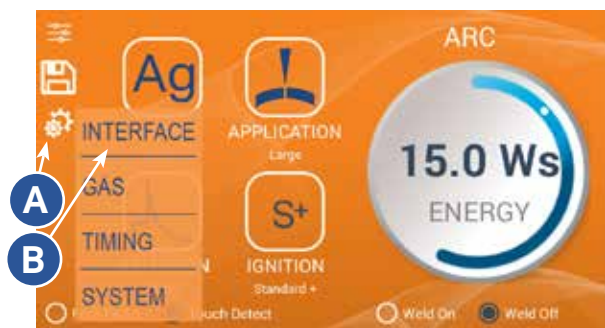 ARC
Ag
INTERFACE
APPLICATION
Large
15.0 Ws
ENERGY
A
GAS
S+
TIMING
B
IGNITION
Standard +
SYSTEM
Touch Detect
Weld On
Weld Off